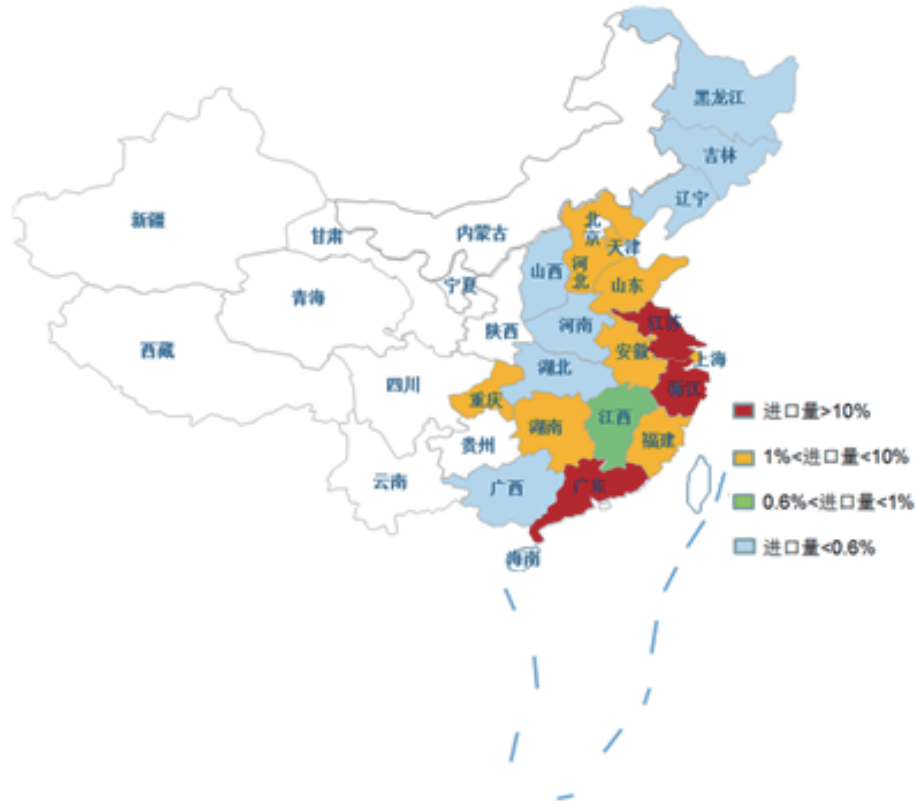 黑龙江
吉林
辽宁
新疆
甘肃
内蒙古
北京
天津
宁夏
山西
河北
山东
青海
陕西
河南
江苏
西藏
安徽
上海
四川
湖北
浙江
重庆
湖南
江西
福建
贵州
云南
广西
广东
海南
进口量>10%
1%<进口量<10%
0.6%<进口量<1%
进口量<0.6%